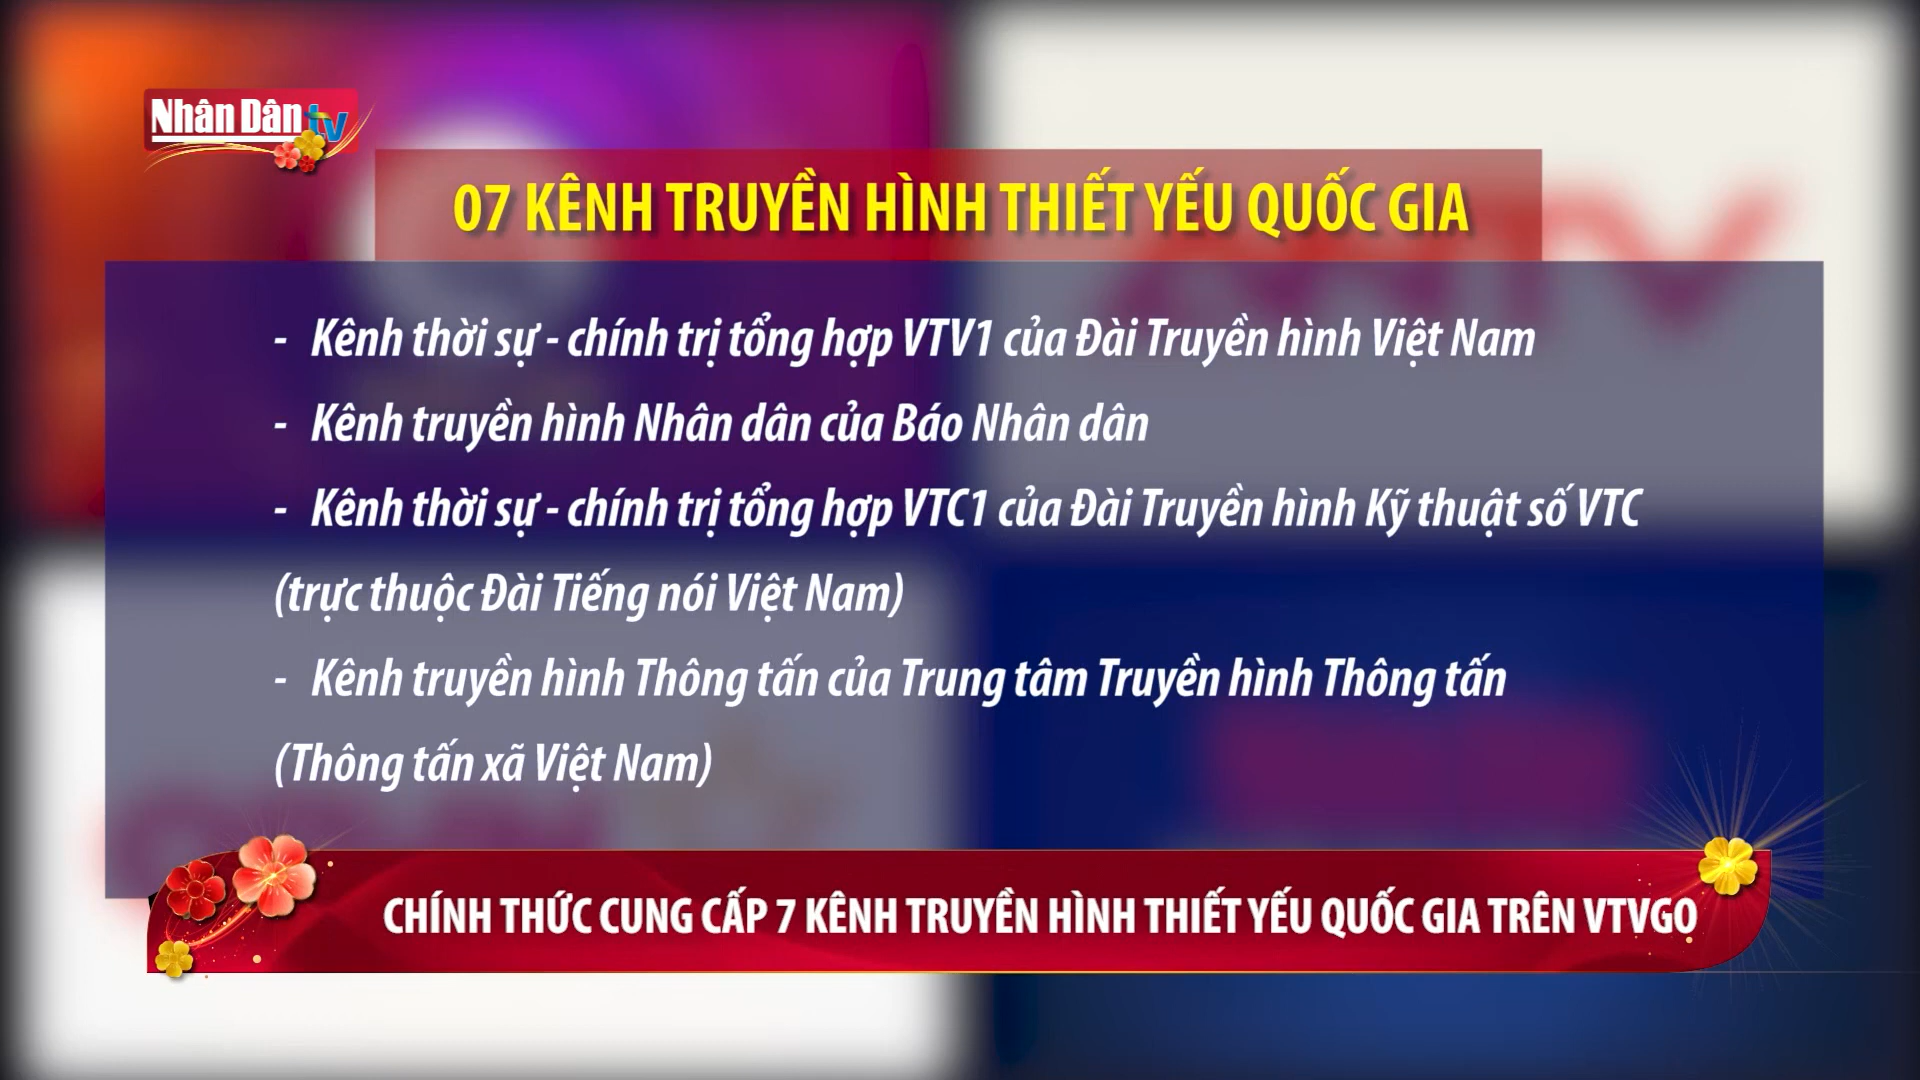 Nhân Dân tv
07 KÊNH TRUYỀN HÌNH THIẾT YẾU QUỐC GIA
- Kênh thời sự - chính trị tổng hợp VTV1 của Đài Truyền hình Việt Nam
- Kênh truyền hình Nhân dân của Báo Nhân dân
- Kênh thời sự - chính trị tổng hợp VTC1 của Đài Truyền hình Kỹ thuật số VTC
(trực thuộc Đài Tiếng nói Việt Nam)
- Kênh truyền hình Thông tấn của Trung tâm Truyền hình Thông tấn
(Thông tấn xã Việt Nam)
CHÍNH THỨC CUNG CẤP 7 KÊNH TRUYỀN HÌNH THIẾT YẾU QUỐC GIA TRÊN VTVGO